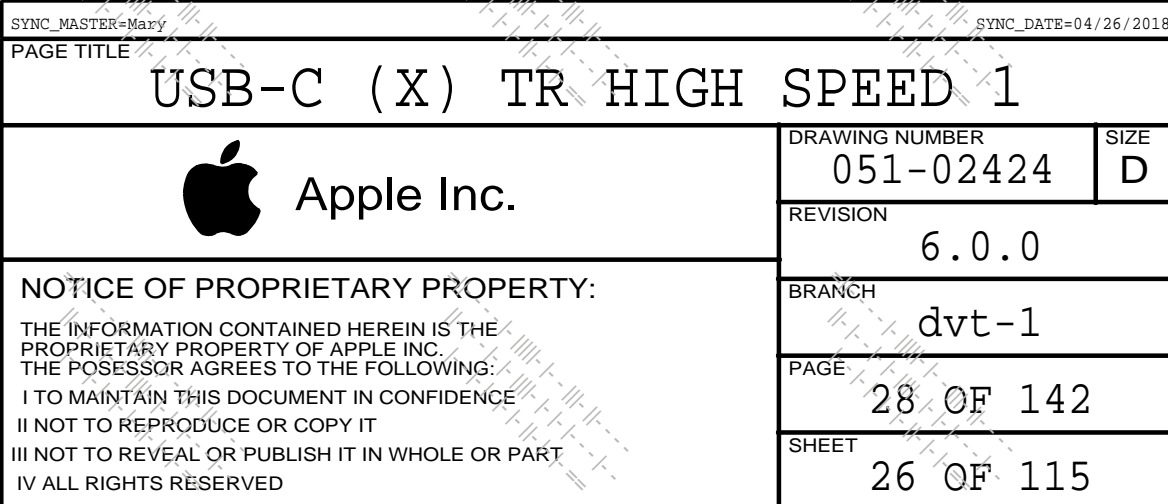 SYNC_MASTER=Mary SYNC_DATE=04/26/2018
PAGE TITLE
USB-C (X) TR HIGH SPEED 1
Apple Inc.
DRAWING NUMBER
051-02424
SIZE
D
REVISION
6.0.0
NOTICE OF PROPRIETARY PROPERTY:
THE INFORMATION CONTAINED HEREIN IS THE
PROPRIETARY PROPERTY OF APPLE INC.
THE POSESSOR AGREES TO THE FOLLOWING:
I TO MAINTAIN THIS DOCUMENT IN CONFIDENCE
II NOT TO REPRODUCE OR COPY IT
III NOT TO REVEAL OR PUBLISH IT IN WHOLE OR PART
IV ALL RIGHTS RESERVED
BRANCH
dvt-1
PAGE
28 OF 142
SHEET
26 OF 115